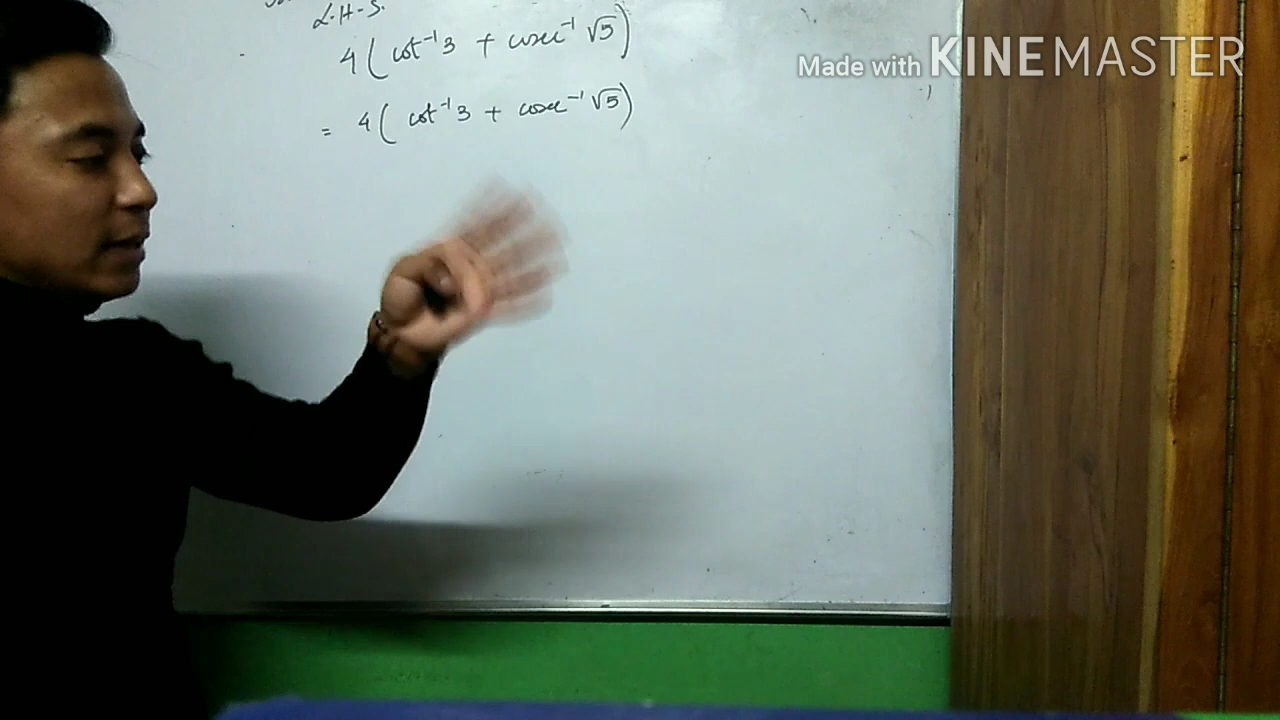 L.H.S.
4(cot⁻¹3 + cosec⁻¹√5)
= 4(cot⁻¹3 + cosec⁻¹√5)
Made with KINEMASTER